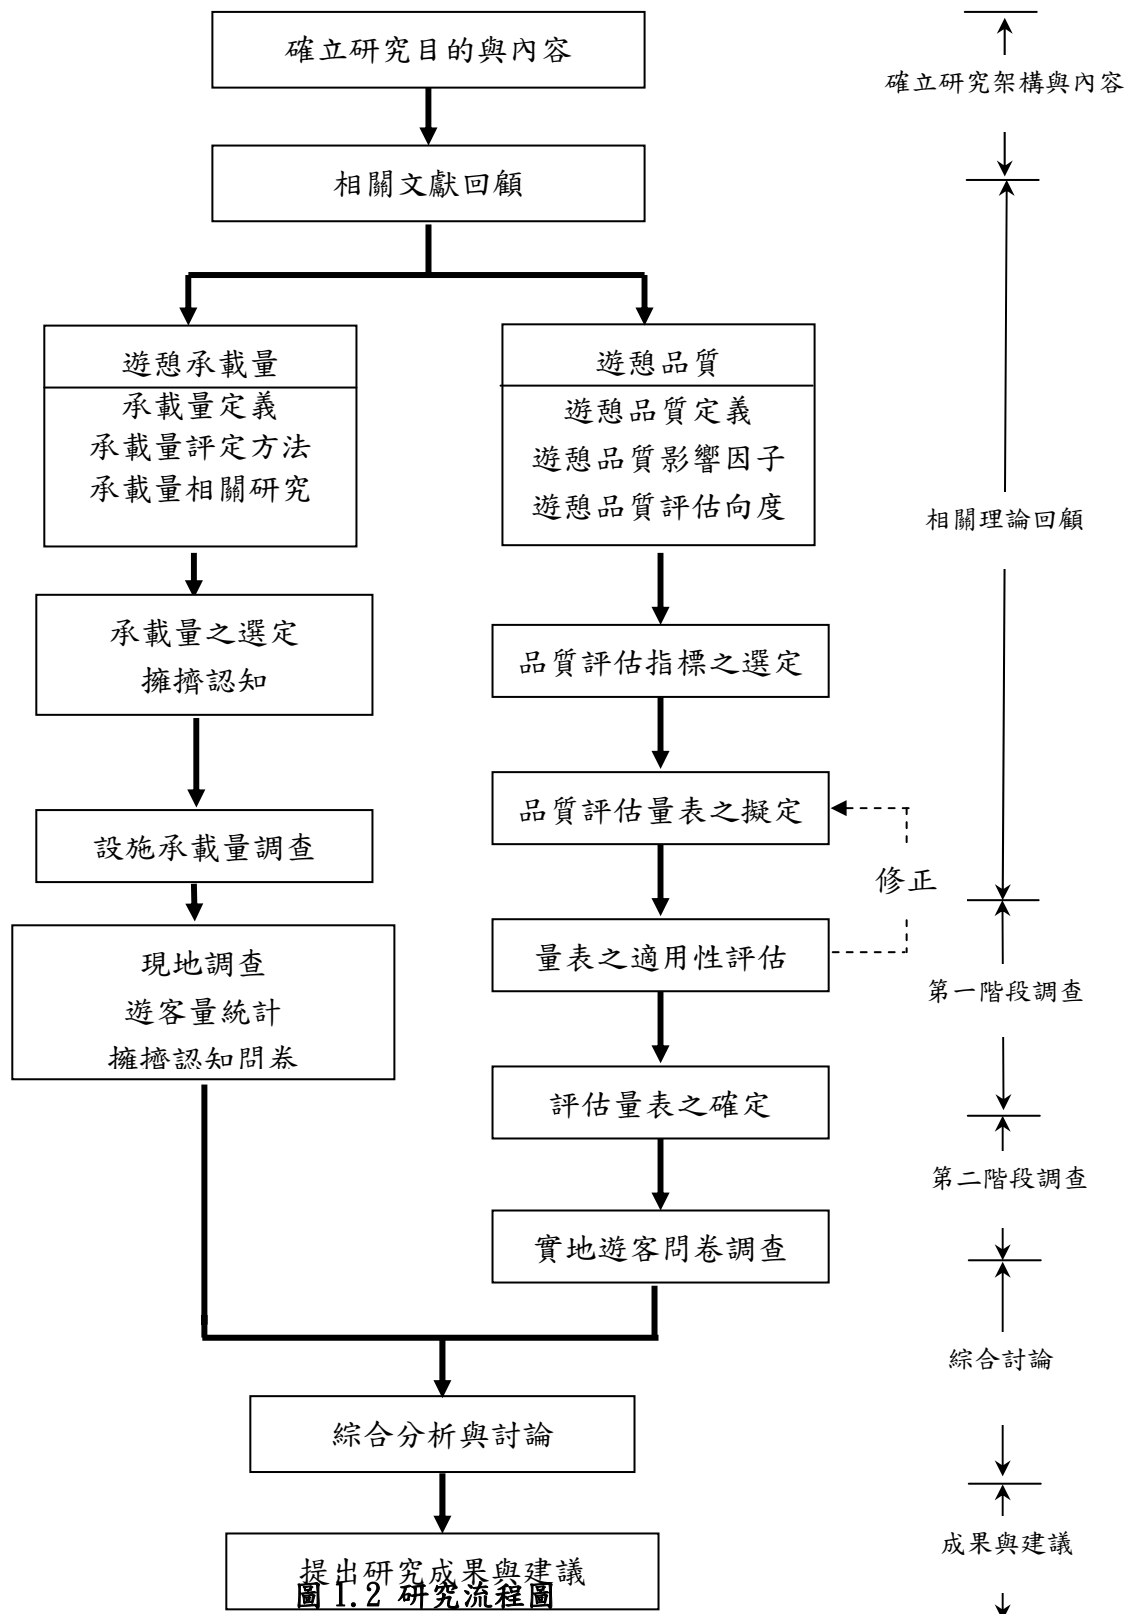 確立研究目的與內容
確立研究架構與內容
相關文獻回顧
遊憩承載量
承載量定義
承載量評定方法
承載量相關研究
遊憩品質
遊憩品質定義
遊憩品質影響因子
遊憩品質評估向度
相關理論回顧
承載量之選定
擁擠認知
品質評估指標之選定
設施承載量調查
品質評估量表之擬定
修正
現地調查
遊客量統計
擁擠認知問卷
量表之適用性評估
第一階段調查
評估量表之確定
第二階段調查
實地遊客問卷調查
綜合討論
綜合分析與討論
提出研究成果與建議
成果與建議
圖 1.2 研究流程圖